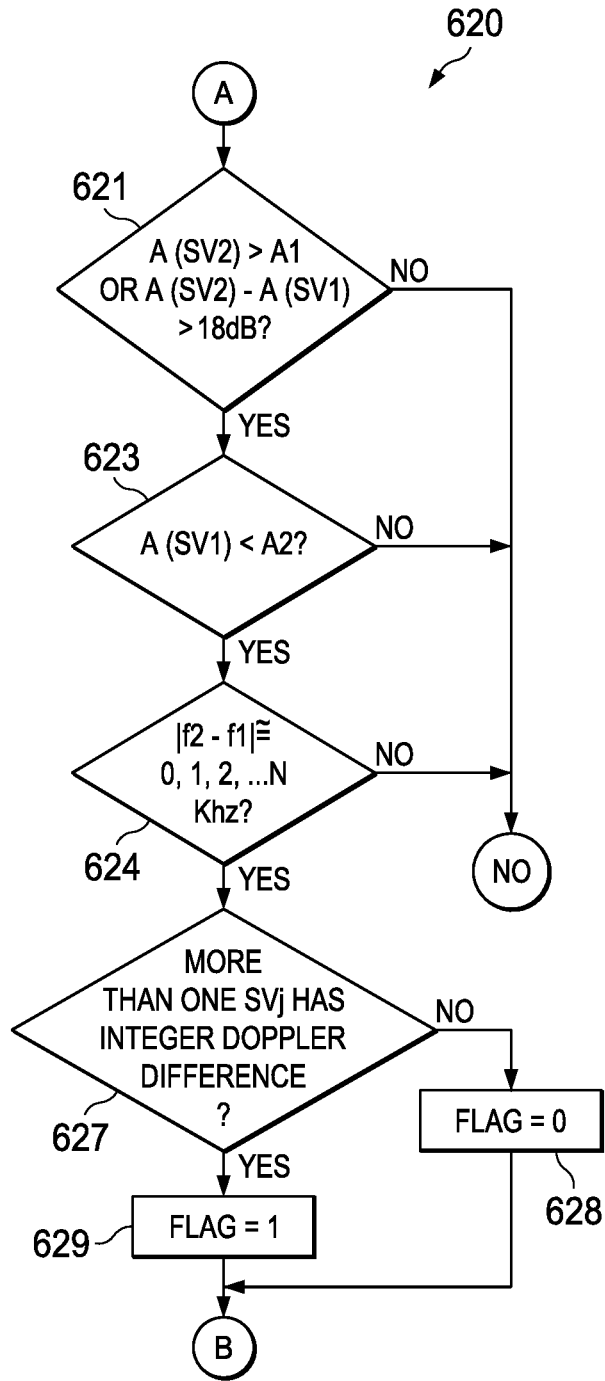 620
A
621
A (SV2) > A1
OR A (SV2) - A (SV1)
> 18dB?
NO
YES
623
A (SV1) < A2?
NO
YES
|f2 - f1|≅
0, 1, 2, ...N
Khz?
NO
624
YES
NO
MORE
THAN ONE SVj HAS
INTEGER DOPPLER
DIFFERENCE
?
NO
627
YES
FLAG = 0
628
629
FLAG = 1
B